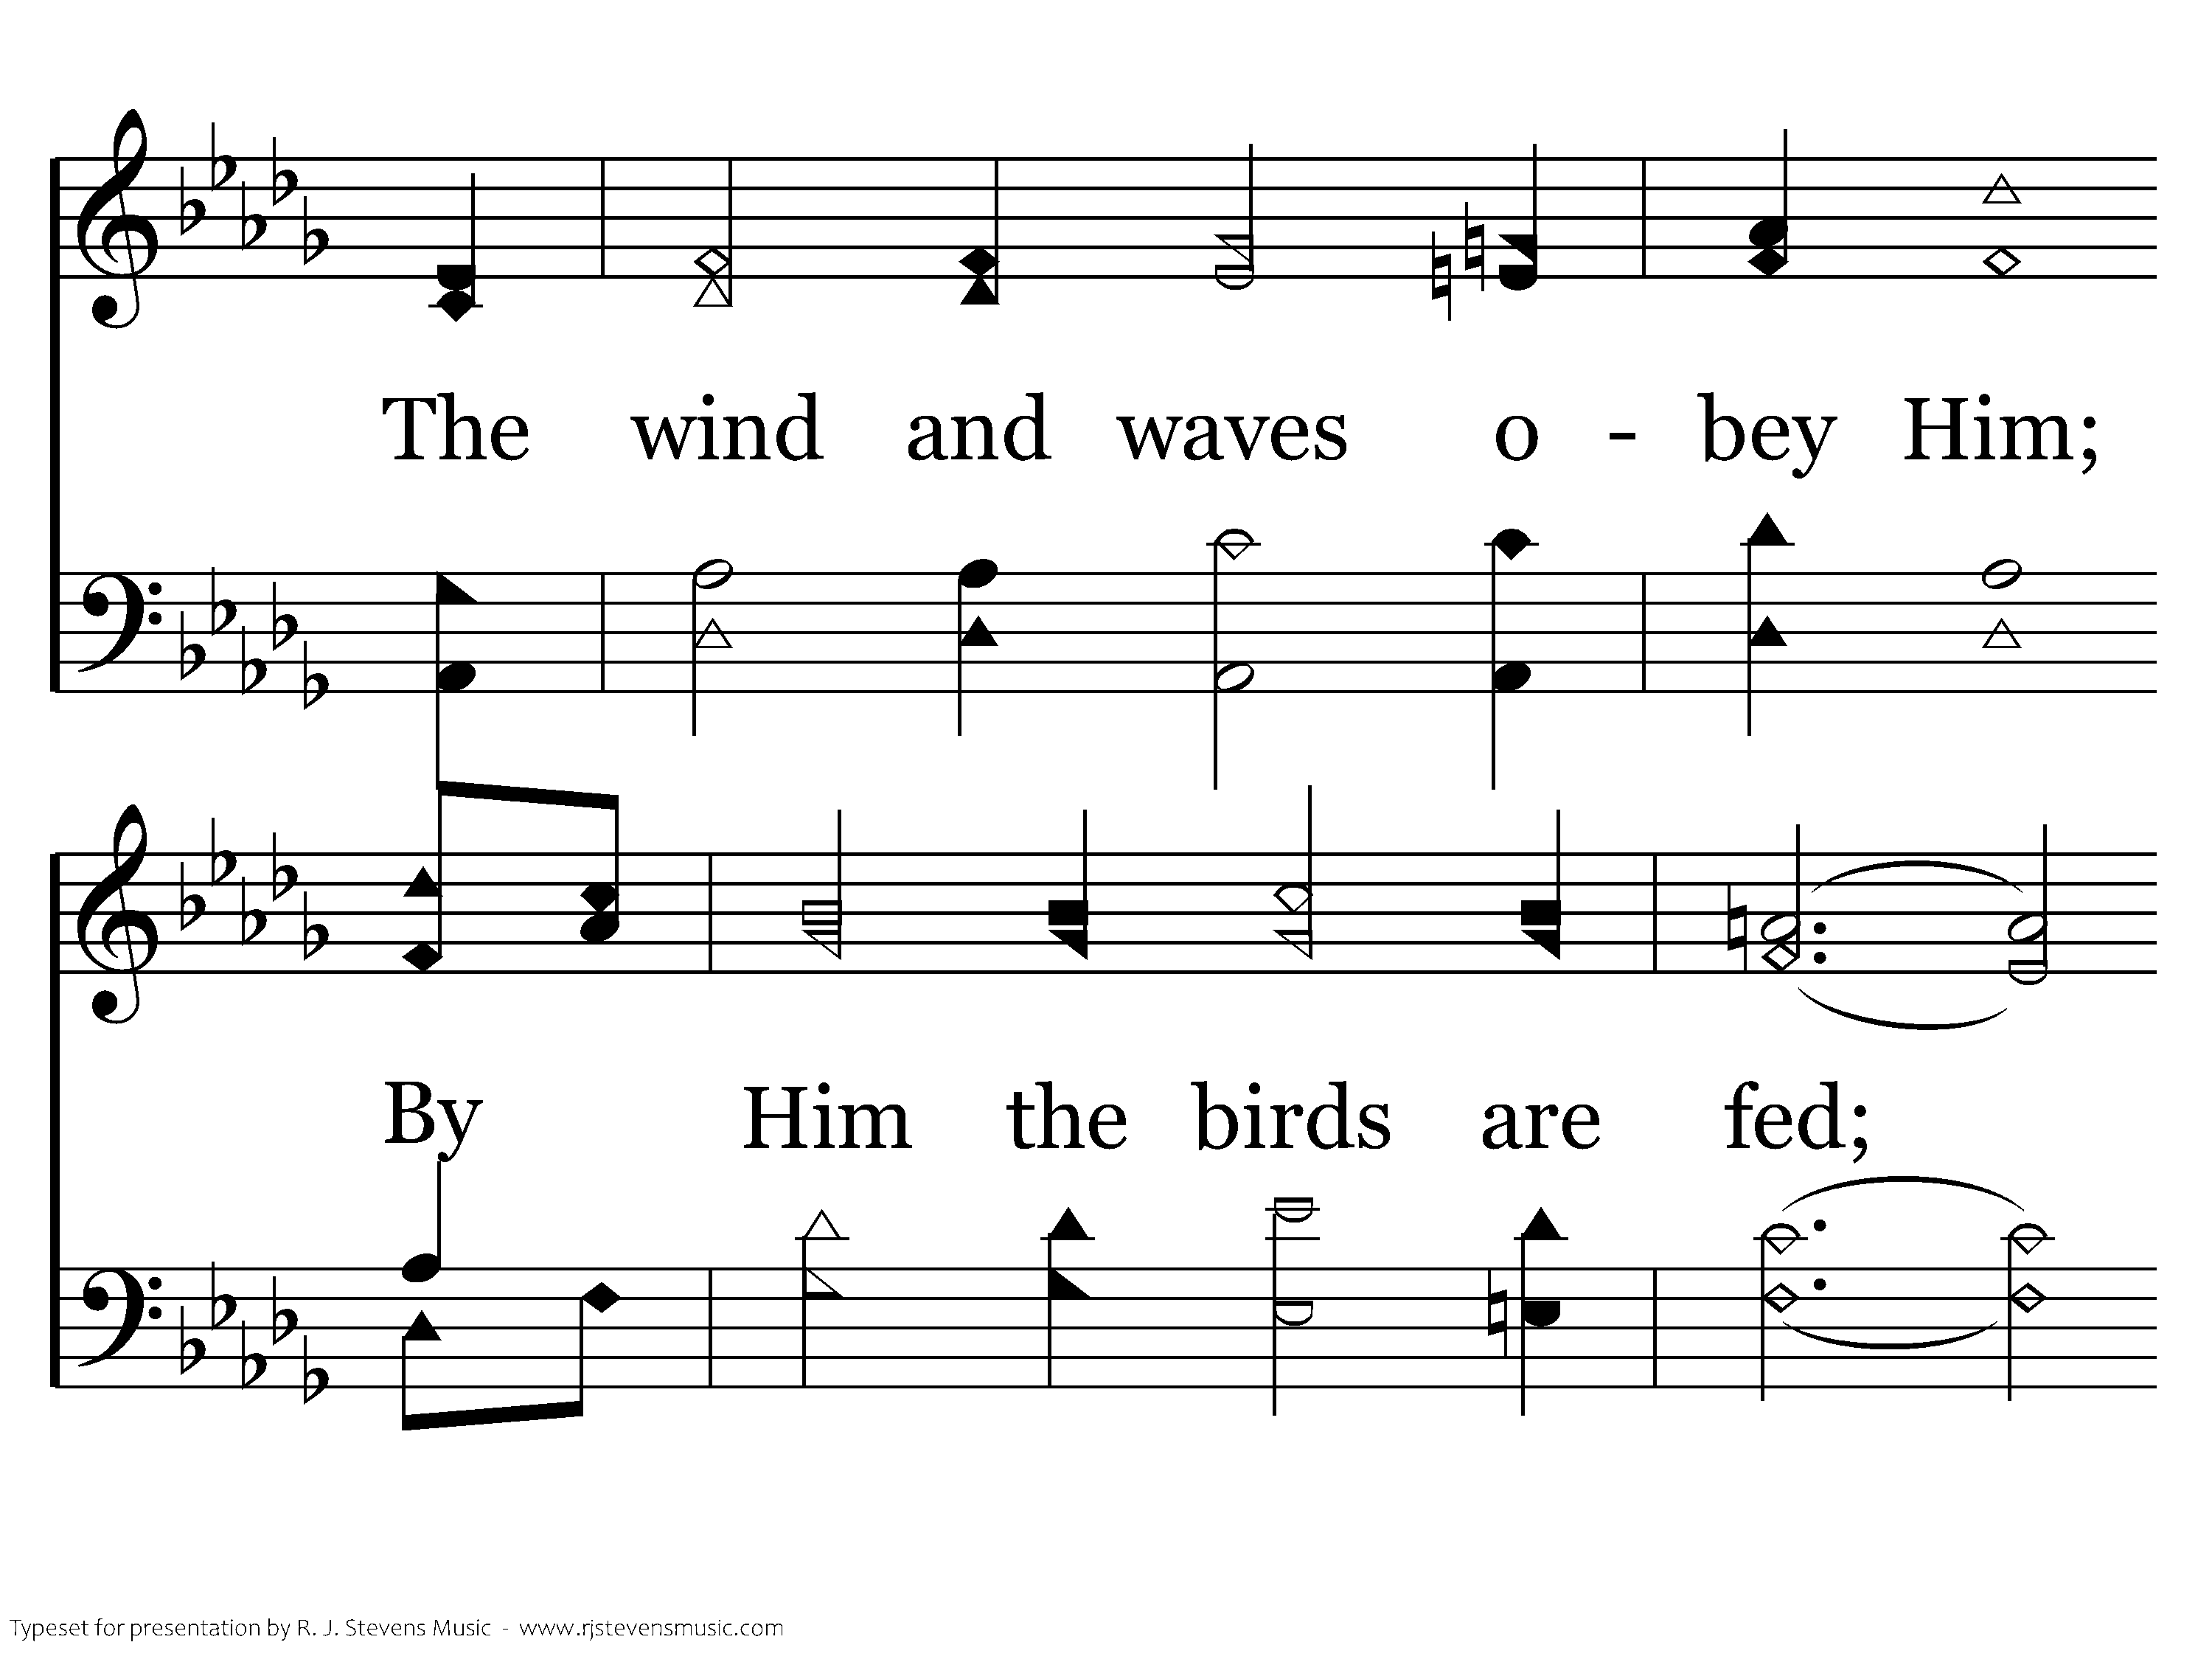 The wind and waves o - bey Him;
By Him the birds are fed;
Typeset for presentation by R. J. Stevens Music - www.rjstevensmusic.com